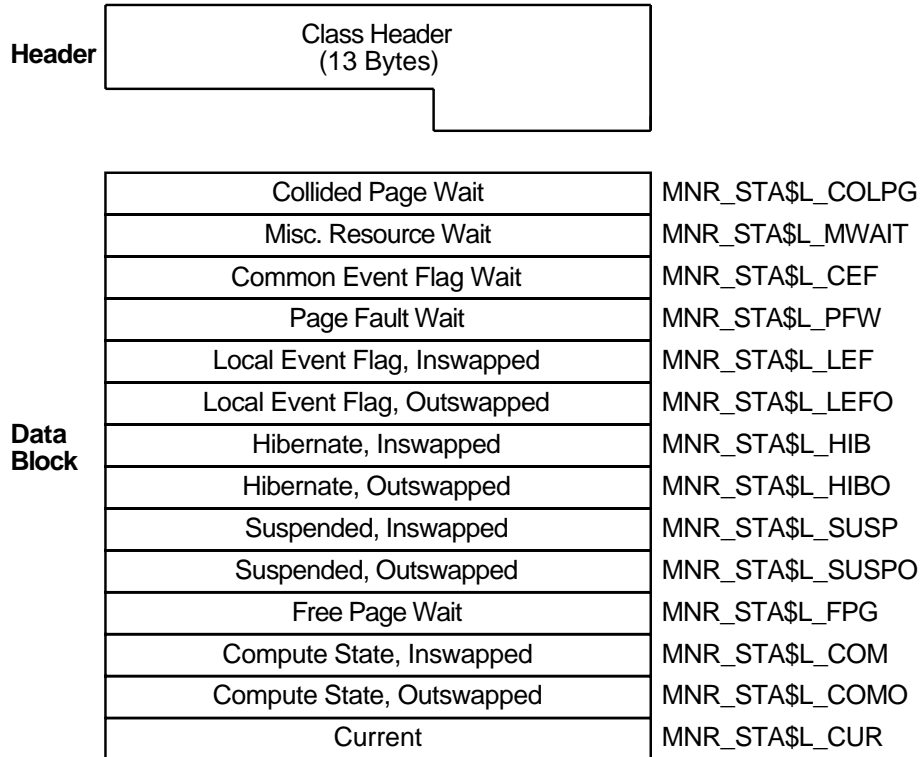 Header
Class Header
(13 Bytes)
Collided Page Wait MNR_STA$L_COLPG
Misc. Resource Wait MNR_STA$L_MWAIT
Common Event Flag Wait MNR_STA$L_CEF
Page Fault Wait MNR_STA$L_PFW
Local Event Flag, Inswapped MNR_STA$L_LEF
Local Event Flag, Outswapped MNR_STA$L_LEFO
Data
Block
Hibernate, Inswapped MNR_STA$L_HIB
Hibernate, Outswapped MNR_STA$L_HIBO
Suspended, Inswapped MNR_STA$L_SUSP
Suspended, Outswapped MNR_STA$L_SUSPO
Free Page Wait MNR_STA$L_FPG
Compute State, Inswapped MNR_STA$L_COM
Compute State, Outswapped MNR_STA$L_COMO
Current MNR_STA$L_CUR